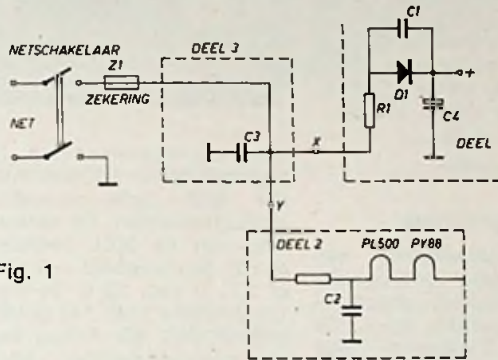 NETSCHAKELAAR
Z1
ZEKERING
NET
DEEL 3
C3
X
Y
C1
D1
R1
+
C4
DEEL
DEEL 2
PL500
PY88
C2
Fig. 1